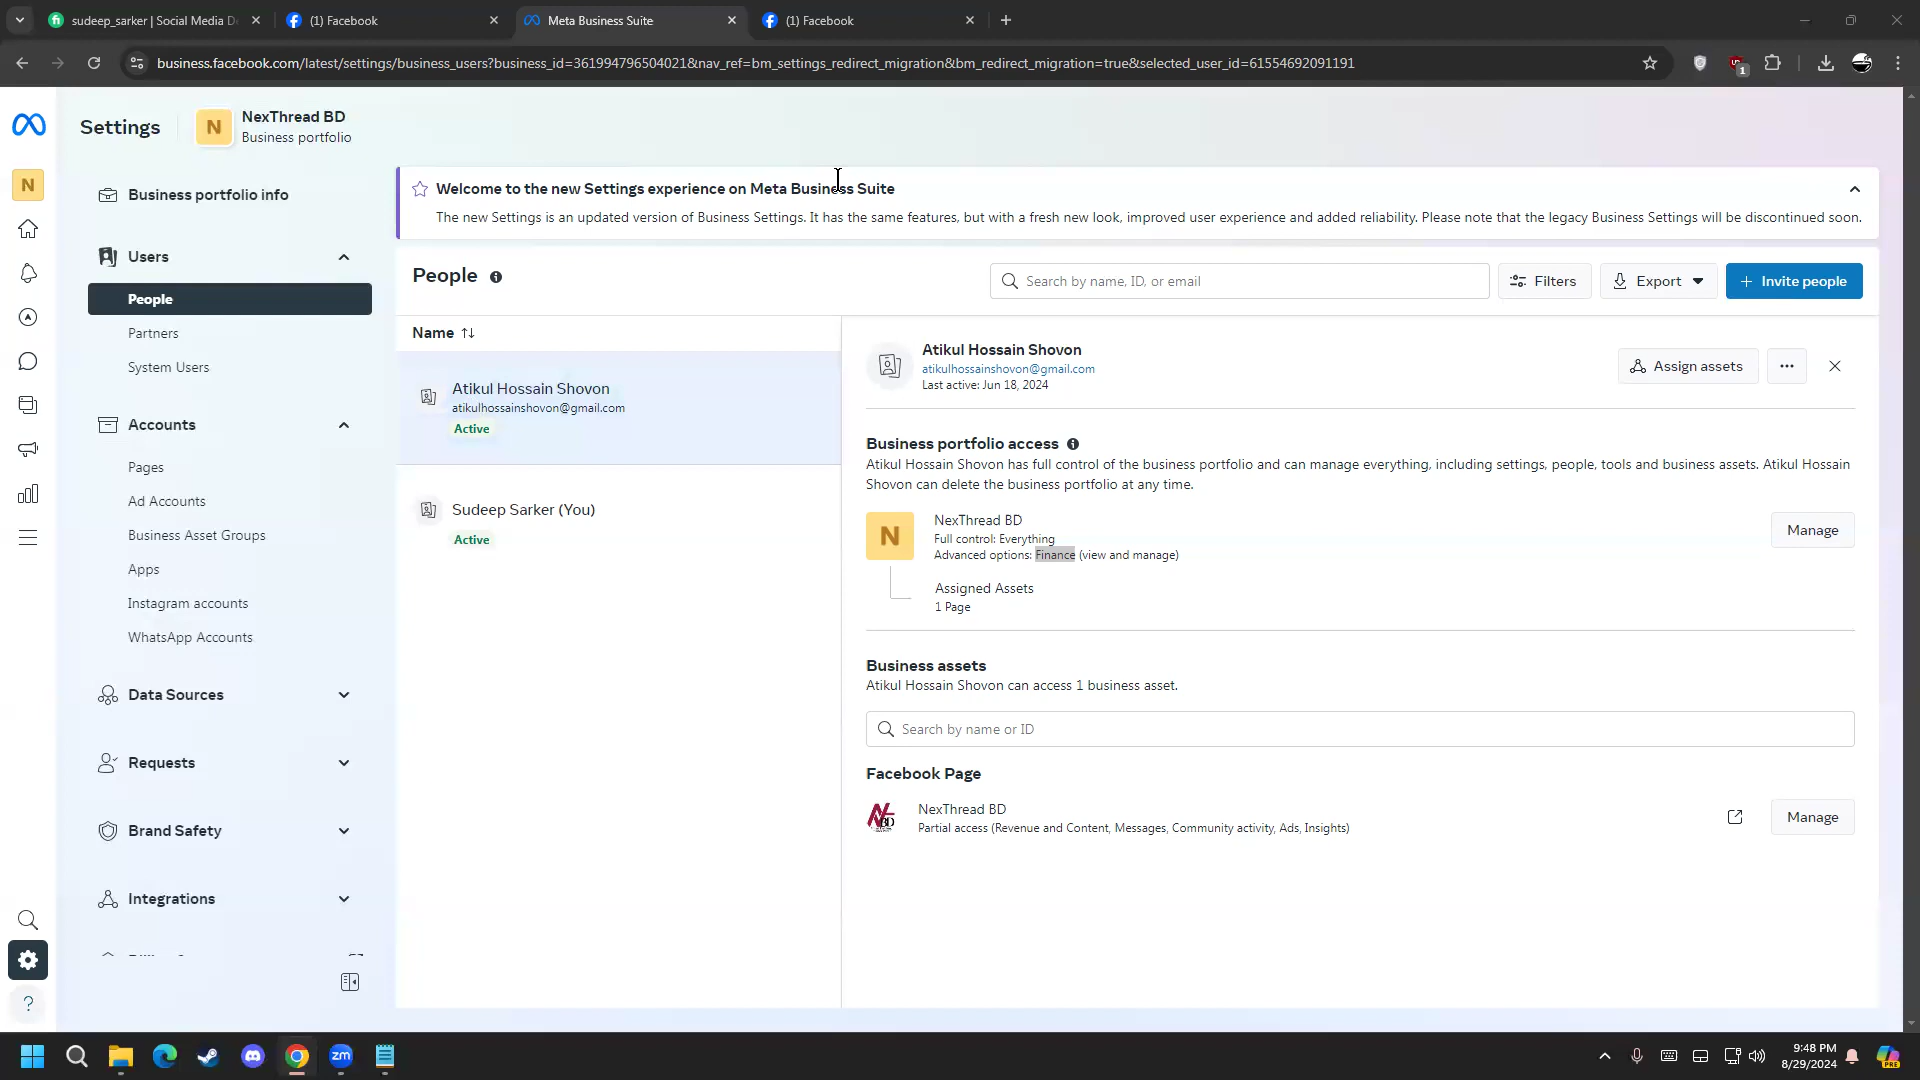 sudeep_sarker | Social Media D
(1) Facebook
Meta Business Suite
(1) Facebook
business.facebook.com/latest/settings/business_users?business_id=361994796504021&nav_ref=bm_settings_redirect_migration&bm_redirect_migration=true&selected_user_id=61554692091191
1
Settings
N
NexThread BD
Business portfolio
N
Business portfolio info
Users
People
Partners
System Users
Accounts
Pages
Ad Accounts
Business Asset Groups
Apps
Instagram accounts
WhatsApp Accounts
Data Sources
Requests
Brand Safety
Integrations
Welcome to the new Settings experience on Meta Business Suite
The new Settings is an updated version of Business Settings. It has the same features, but with a fresh new look, improved user experience and added reliability. Please note that the legacy Business Settings will be discontinued soon.
People
Search by name, ID, or email
Filters
Export
+ Invite people
Name
Atikul Hossain Shovon
atikulhossainshovon@gmail.com
Active
Sudeep Sarker (You)
Active
Atikul Hossain Shovon
atikulhossainshovon@gmail.com
Last active: Jun 18, 2024
Assign assets
Business portfolio access
Atikul Hossain Shovon has full control of the business portfolio and can manage everything, including settings, people, tools and business assets. Atikul Hossain
Shovon can delete the business portfolio at any time.
N
NexThread BD
Full control: Everything
Advanced options: Finance (view and manage)
Manage
Assigned Assets
1 Page
Business assets
Atikul Hossain Shovon can access 1 business asset.
Search by name or ID
Facebook Page
NexThread BD
Partial access (Revenue and Content, Messages, Community activity, Ads, Insights)
Manage
?
zm
9:48 PM
8/29/2024
PRE